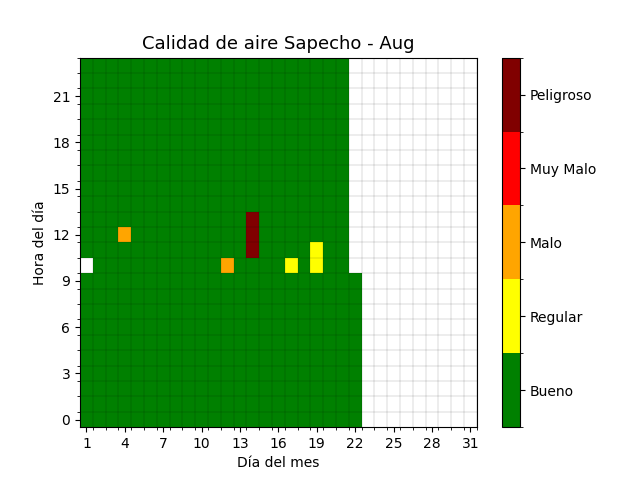 Calidad de aire Sapecho - Aug
21
18
15
12
9
6
3
0
Hora del día
1 4 7 10 13 16 19 22 25 28 31
Día del mes
Peligroso
Muy Malo
Malo
Regular
Bueno